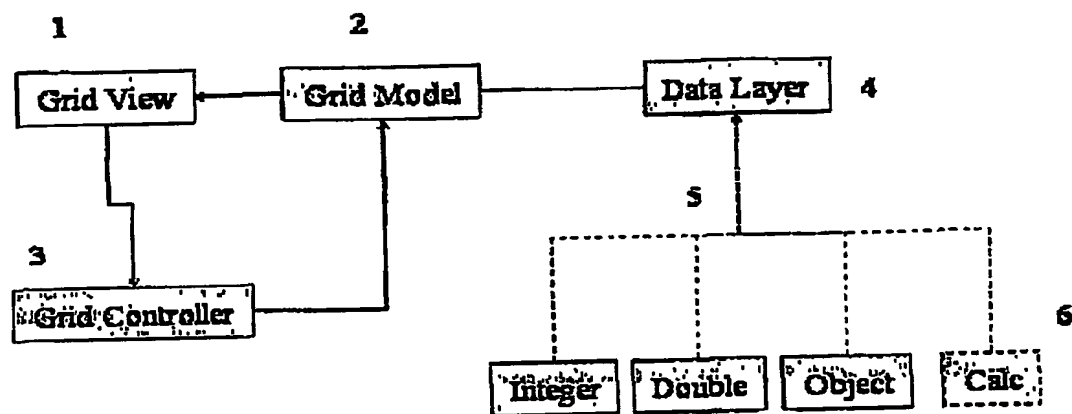 1
2
Grid View
Grid Model
Data Layer
4
5
3
Grid Controller
6
Integer
Double
Object
Calc